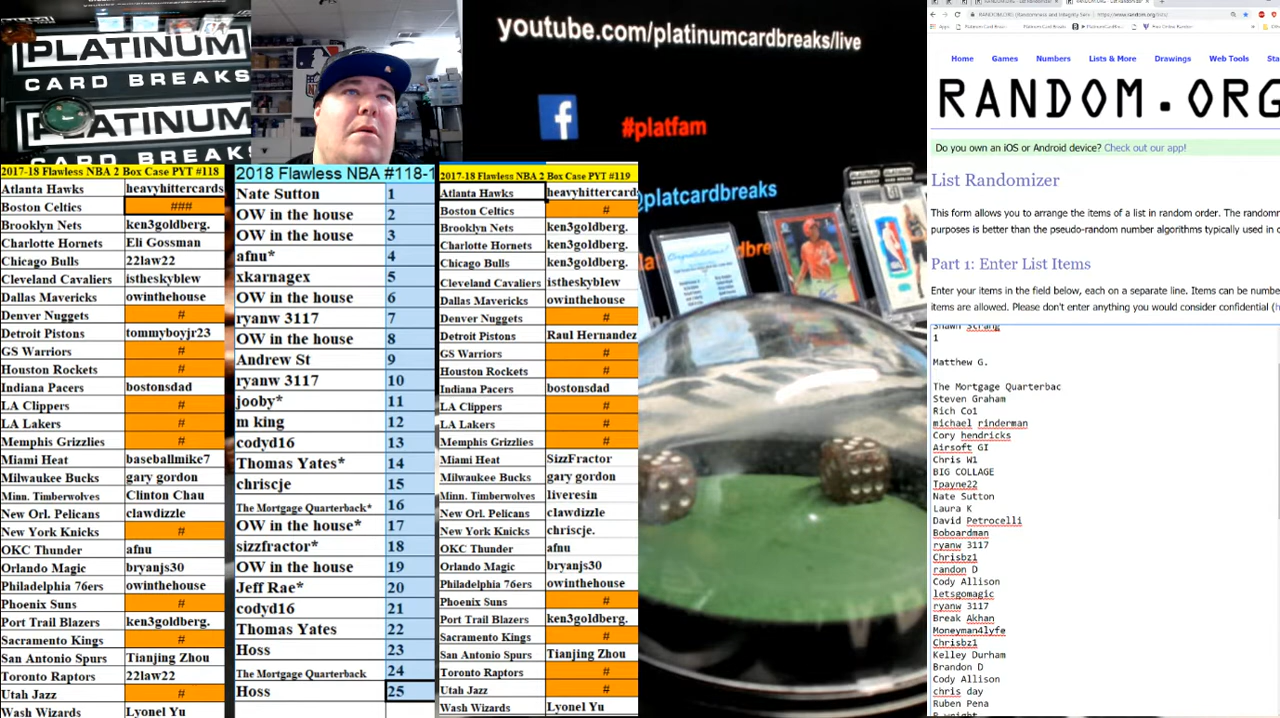 PLATINUM
CARD BREAKS
PLATINUM
CARD BREAKS
youtube.com/platinumcardbreaks/live
#platfam
@platcardbreaks
2017-18 Flawless NBA 2 Box Case PYT #118
Atlanta Hawks heavyhittercards
Boston Celtics ###
Brooklyn Nets ken3goldberg.
Charlotte Hornets Eli Gossman
Chicago Bulls 22law22
Cleveland Cavaliers istheskyblew
Dallas Mavericks owinthehouse
Denver Nuggets #
Detroit Pistons tommyboyjr23
GS Warriors #
Houston Rockets #
Indiana Pacers bostonsdad
LA Clippers #
LA Lakers #
Memphis Grizzlies #
Miami Heat baseballmike7
Milwaukee Bucks gary gordon
Minn. Timberwolves Clinton Chau
New Orl. Pelicans clawdizzle
New York Knicks #
OKC Thunder afnu
Orlando Magic bryanjs30
Philadelphia 76ers owinthehouse
Phoenix Suns #
Port Trail Blazers ken3goldberg.
Sacramento Kings #
San Antonio Spurs Tianjing Zhou
Toronto Raptors 22law22
Utah Jazz #
Wash Wizards Lyonel Yu
2018 Flawless NBA #118-1
Nate Sutton 1
OW in the house 2
OW in the house 3
afnu* 4
xkarnagex 5
OW in the house 6
ryanw 3117 7
OW in the house 8
Andrew St 9
ryanw 3117 10
jooby* 11
m king 12
codyd16 13
Thomas Yates* 14
chriscje 15
The Mortgage Quarterback* 16
OW in the house* 17
sizzfractor* 18
OW in the house 19
Jeff Rae* 20
codyd16 21
Thomas Yates 22
Hoss 23
The Mortgage Quarterback 24
Hoss 25
2017-18 Flawless NBA 2 Box Case PYT #119
Atlanta Hawks heavyhittercards
Boston Celtics #
Brooklyn Nets ken3goldberg.
Charlotte Hornets ken3goldberg.
Chicago Bulls ken3goldberg.
Cleveland Cavaliers istheskyblew
Dallas Mavericks owinthehouse
Denver Nuggets #
Detroit Pistons Raul Hernandez
GS Warriors #
Houston Rockets #
Indiana Pacers bostonsdad
LA Clippers #
LA Lakers #
Memphis Grizzlies #
Miami Heat SizzFractor
Milwaukee Bucks gary gordon
Minn. Timberwolves liveresin
New Orl. Pelicans clawdizzle
New York Knicks chriscje.
OKC Thunder afnu
Orlando Magic bryanjs30
Philadelphia 76ers owinthehouse
Phoenix Suns #
Port Trail Blazers ken3goldberg.
Sacramento Kings #
San Antonio Spurs Tianjing Zhou
Toronto Raptors #
Utah Jazz #
Wash Wizards Lyonel Yu
Home Games Numbers Lists & More Drawings Web Tools Sta
RANDOM.ORG
Do you own an iOS or Android device? Check out our app!
List Randomizer
This form allows you to arrange the items of a list in random order. The random
purposes is better than the pseudo-random number algorithms typically used in c
Part 1: Enter List Items
Enter your items in the field below, each on a separate line. Items can be numbe
items are allowed. Please don't enter anything you would consider confidential (h
Shawn Strang
1
Matthew G.
The Mortgage Quarterbac
Steven Graham
Rich Co1
michael rinderman
Cory hendricks
Airsoft GI
Chris W1
BIG COLLAGE
Tpayne22
Nate Sutton
Laura K
David Petrocelli
Boboardman
ryanw 3117
Chrisbz1
randon D
Cody Allison
letsgomagic
ryanw 3117
Break Akhan
Moneyman4lyfe
Chrisbz1
Kelley Durham
Brandon D
Cody Allison
chris day
Ruben Pena